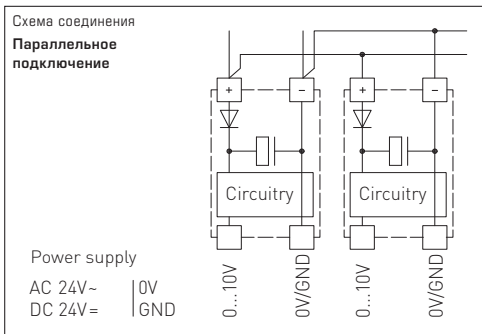 Схема соединения
Параллельное
подключение
+ − + −
Circuitry Circuitry
Power supply
AC 24V~ 0V
DC 24V= GND
0...10V
0V/GND
0...10V
0V/GND